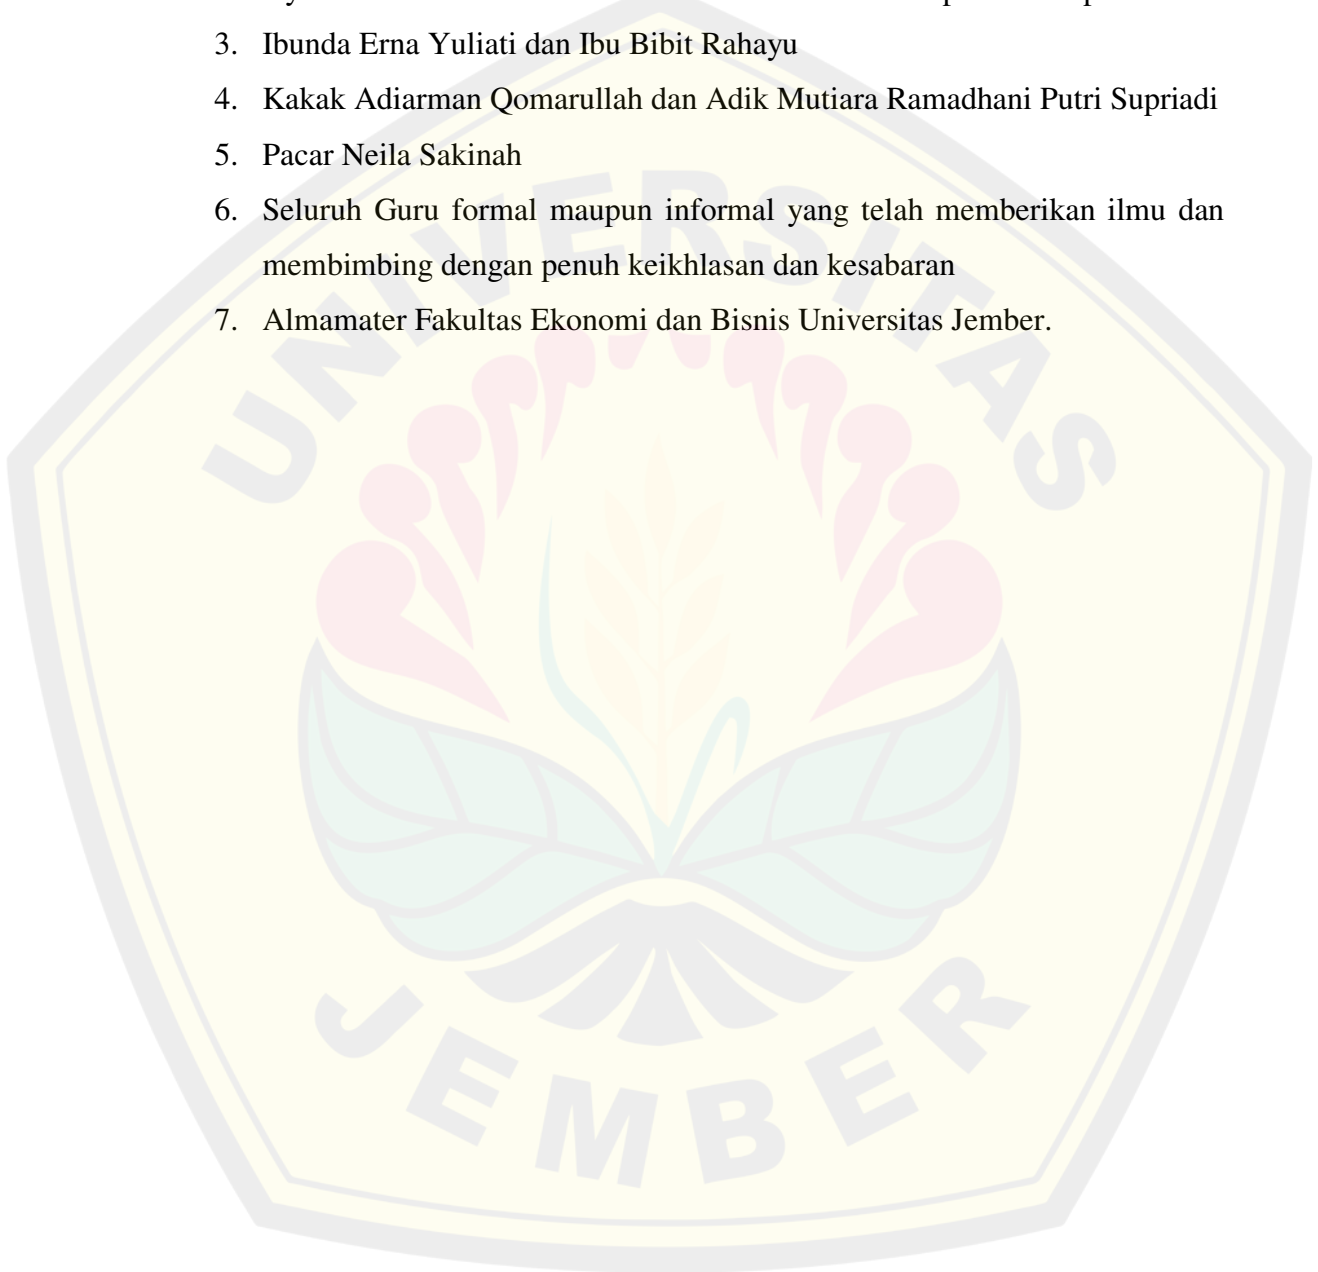 3. Ibunda Erna Yuliati dan Ibu Bibit Rahayu
4. Kakak Adiarman Qomarullah dan Adik Mutiara Ramadhani Putri Supriadi
5. Pacar Neila Sakinah
6. Seluruh Guru formal maupun informal yang telah memberikan ilmu dan
membimbing dengan penuh keikhlasan dan kesabaran
7. Almamater Fakultas Ekonomi dan Bisnis Universitas Jember.
UNIVERSITAS
JEMBER